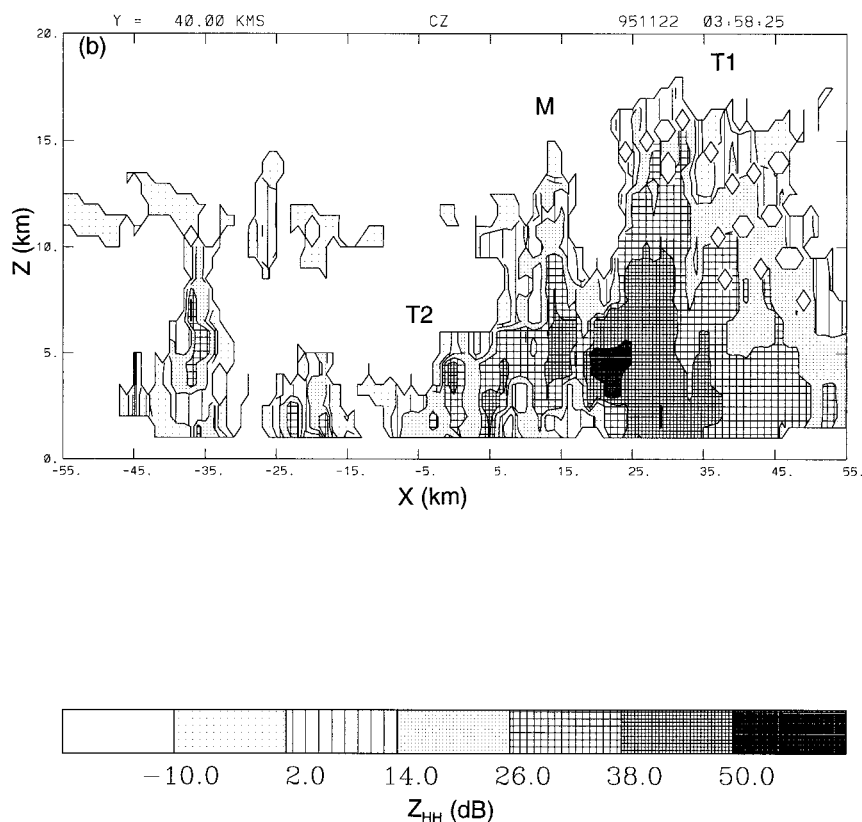 Y = 40.00 KMS CZ 951122 03:58:25
20.
(b)
T1
M
15.
10.
Z (km)
T2
5.
0.
-55. -45. -35. -25. -15. -5. 5. 15. 25. 35. 45. 55.
X (km)
−10.0 2.0 14.0 26.0 38.0 50.0
ZHH (dB)